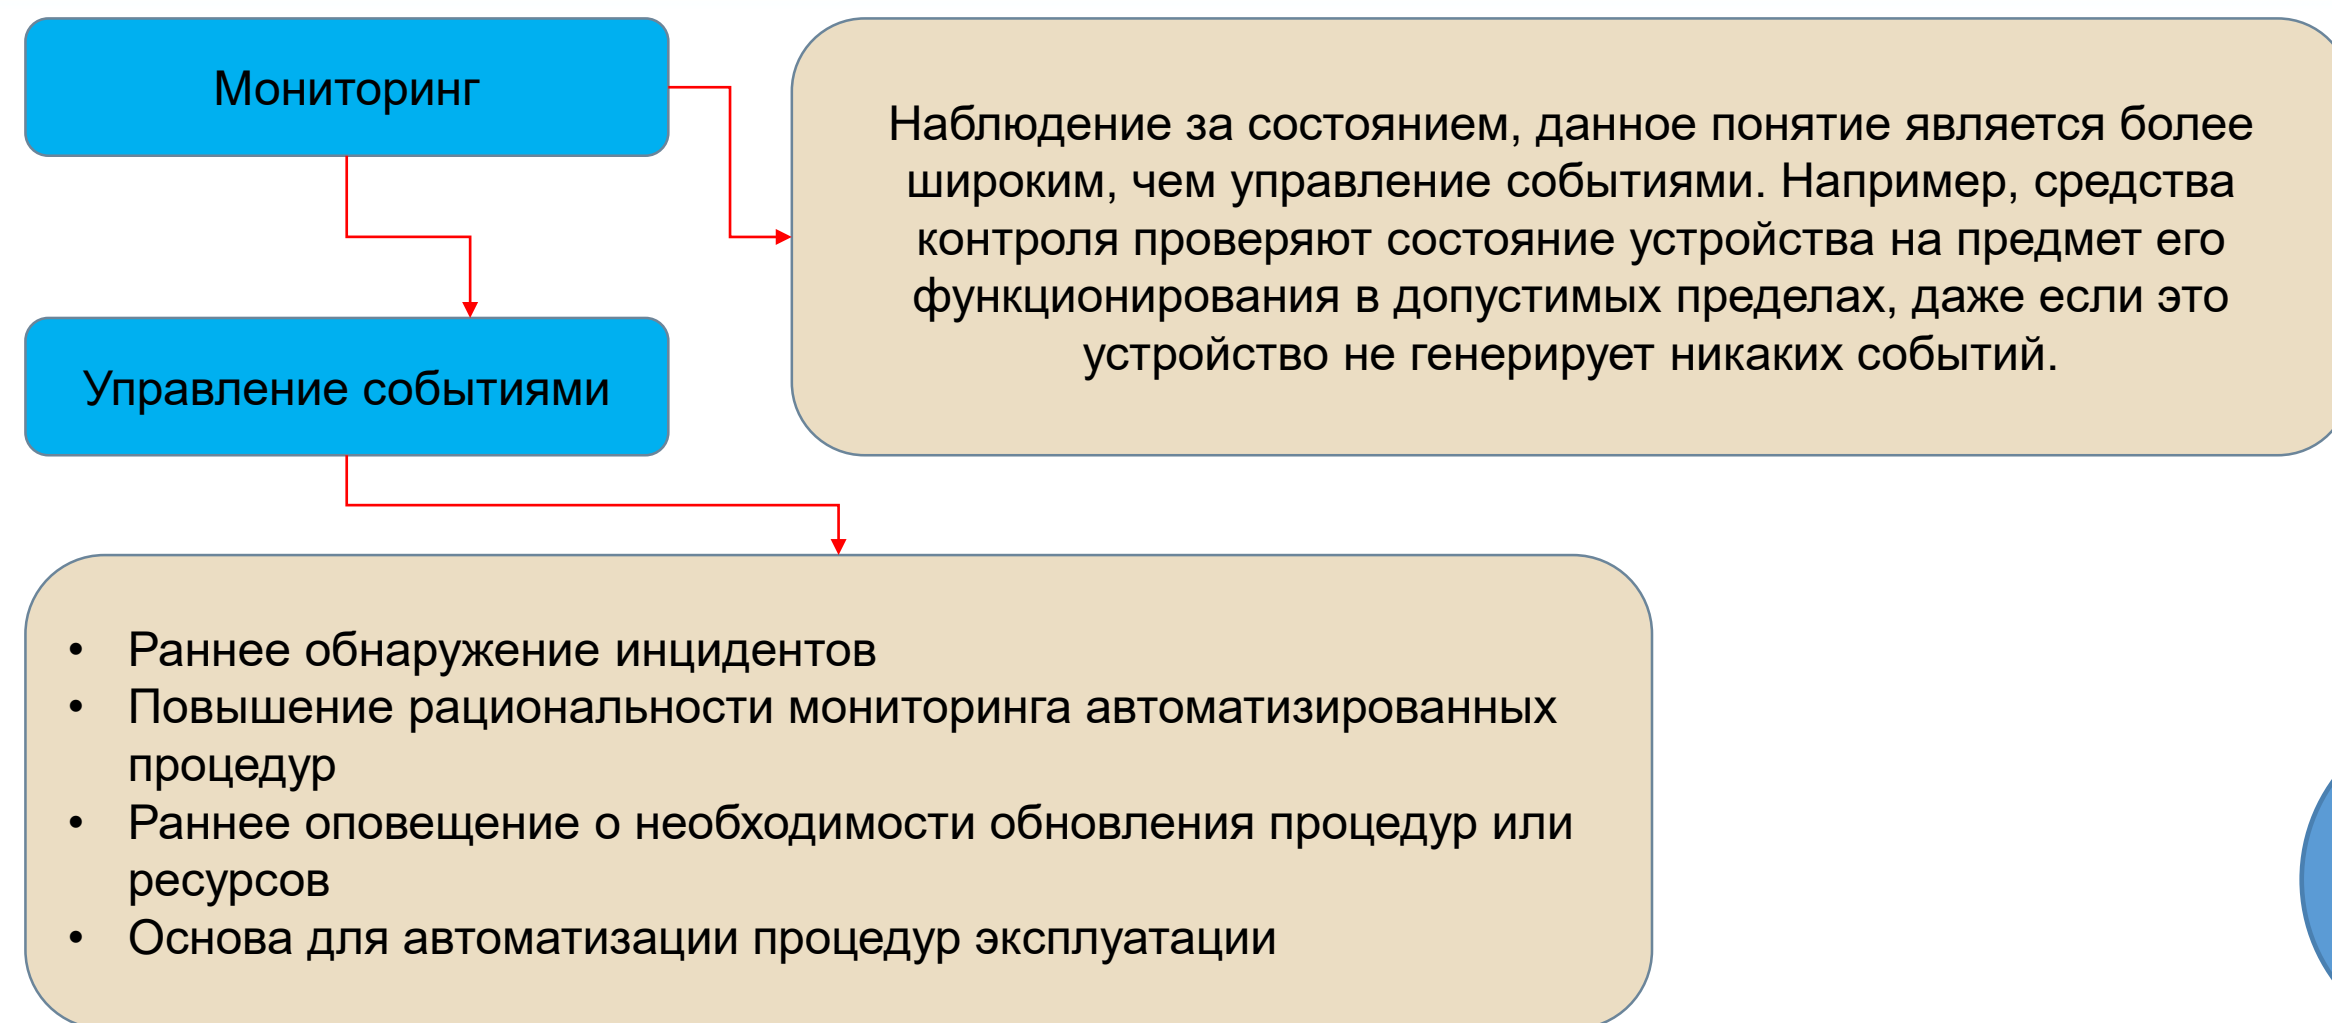 Мониторинг
Наблюдение за состоянием, данное понятие является более
широким, чем управление событиями. Например, средства
контроля проверяют состояние устройства на предмет его
функционирования в допустимых пределах, даже если это
устройство не генерирует никаких событий.
Управление событиями
• Раннее обнаружение инцидентов
• Повышение рациональности мониторинга автоматизированных
процедур
• Раннее оповещение о необходимости обновления процедур или
ресурсов
• Основа для автоматизации процедур эксплуатации